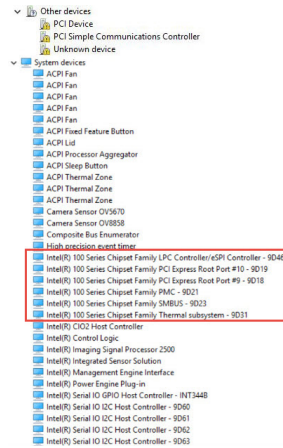 Other devices
PCI Device
PCI Simple Communications Controller
Unknown device
System devices
ACPI Fan
ACPI Fan
ACPI Fan
ACPI Fan
ACPI Fan
ACPI Fixed Feature Button
ACPI Lid
ACPI Processor Aggregator
ACPI Sleep Button
ACPI Thermal Zone
ACPI Thermal Zone
ACPI Thermal Zone
Camera Sensor OV5670
Camera Sensor OV8858
Composite Bus Enumerator
High precision event timer
Intel(R) 100 Series Chipset Family LPC Controller/eSPI Controller - 9D46
Intel(R) 100 Series Chipset Family PCI Express Root Port #10 - 9D19
Intel(R) 100 Series Chipset Family PCI Express Root Port #9 - 9D18
Intel(R) 100 Series Chipset Family PMC - 9D21
Intel(R) 100 Series Chipset Family SMBUS - 9D23
Intel(R) 100 Series Chipset Family Thermal subsystem - 9D31
Intel(R) CIO2 Host Controller
Intel(R) Control Logic
Intel(R) Imaging Signal Processor 2500
Intel(R) Integrated Sensor Solution
Intel(R) Management Engine Interface
Intel(R) Power Engine Plug-in
Intel(R) Serial IO GPIO Host Controller - INT344B
Intel(R) Serial IO I2C Host Controller - 9D60
Intel(R) Serial IO I2C Host Controller - 9D61
Intel(R) Serial IO I2C Host Controller - 9D62
Intel(R) Serial IO I2C Host Controller - 9D63